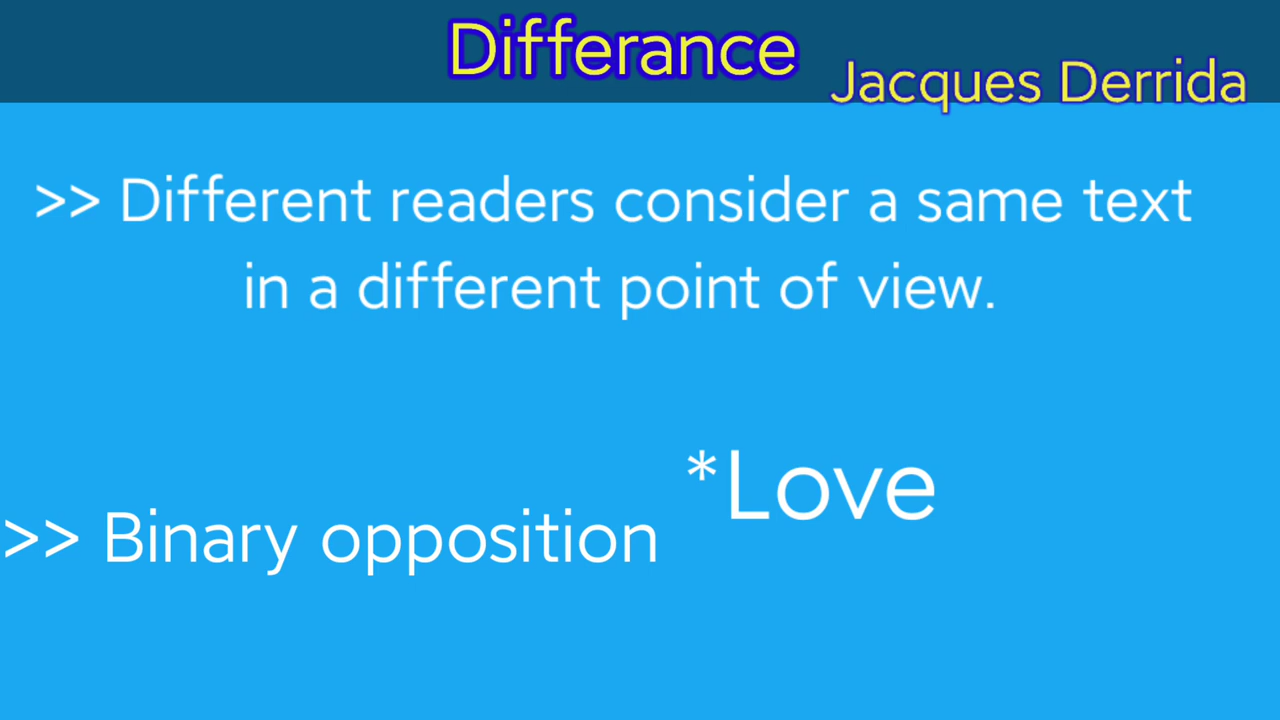 Differance
Jacques Derrida
>> Different readers consider a same text
in a different point of view.
*Love
>> Binary opposition